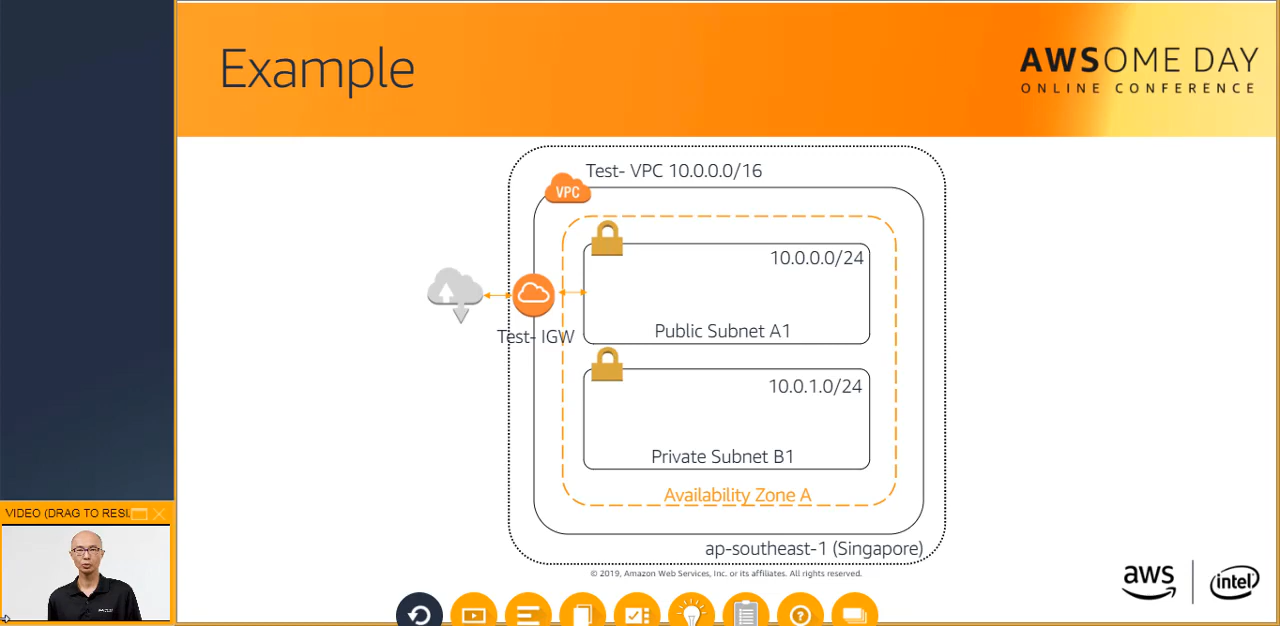 Example
AWSOME DAY
ONLINE CONFERENCE
Test- VPC 10.0.0.0/16
VPC
10.0.0.0/24
Public Subnet A1
Test- IGW
10.0.1.0/24
Private Subnet B1
Availability Zone A
ap-southeast-1 (Singapore)
© 2019, Amazon Web Services, Inc. or its affiliates. All rights reserved.
aws
intel
VIDEO (DRAG TO RESI